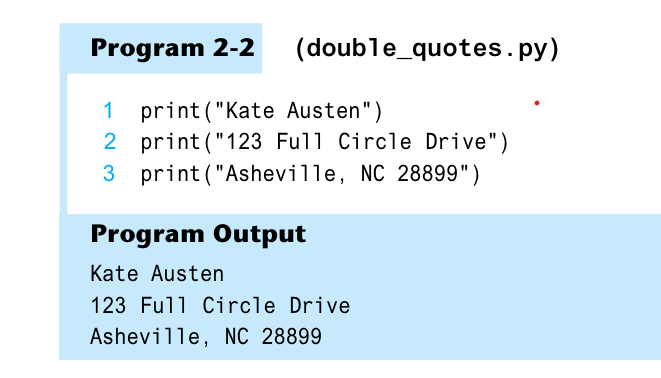 Program 2-2 (double_quotes.py)
1 print("Kate Austen")
2 print("123 Full Circle Drive")
3 print("Asheville, NC 28899")
Program Output
Kate Austen
123 Full Circle Drive
Asheville, NC 28899